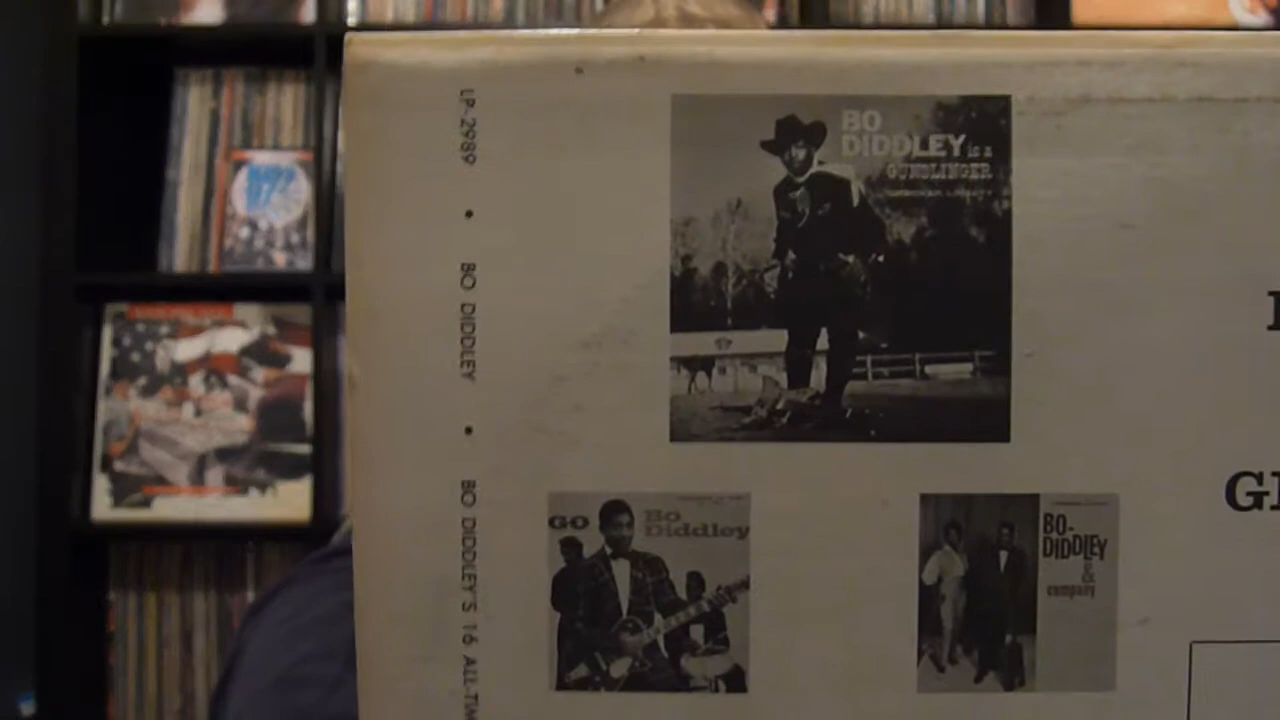 LP-2989 • BO DIDDLEY • BO DIDDLEY'S 16 ALL-TIM
BO
DIDDLEY is a
GUNSLINGER
GO Bo
Diddley
BO-
DIDDLEY
&
company
G